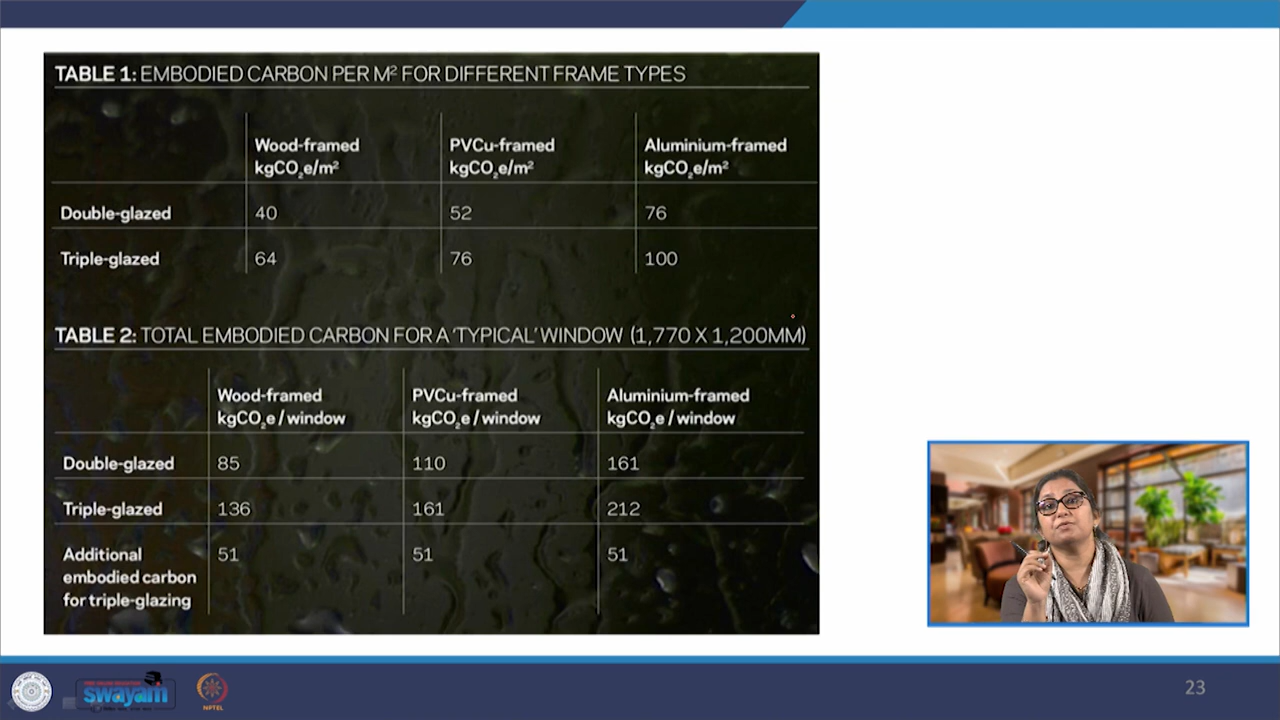 TABLE 1: EMBODIED CARBON PER M² FOR DIFFERENT FRAME TYPES
Wood-framed PVCu-framed Aluminium-framed
kgCO₂e/m² kgCO₂e/m² kgCO₂e/m²
Double-glazed 40 52 76
Triple-glazed 64 76 100
TABLE 2: TOTAL EMBODIED CARBON FOR A 'TYPICAL' WINDOW (1,770 X 1,200MM)
Wood-framed PVCu-framed Aluminium-framed
kgCO₂e / window kgCO₂e / window kgCO₂e / window
Double-glazed 85 110 161
Triple-glazed 136 161 212
Additional 51 51 51
embodied carbon
for triple-glazing
swayam
NPTEL
23